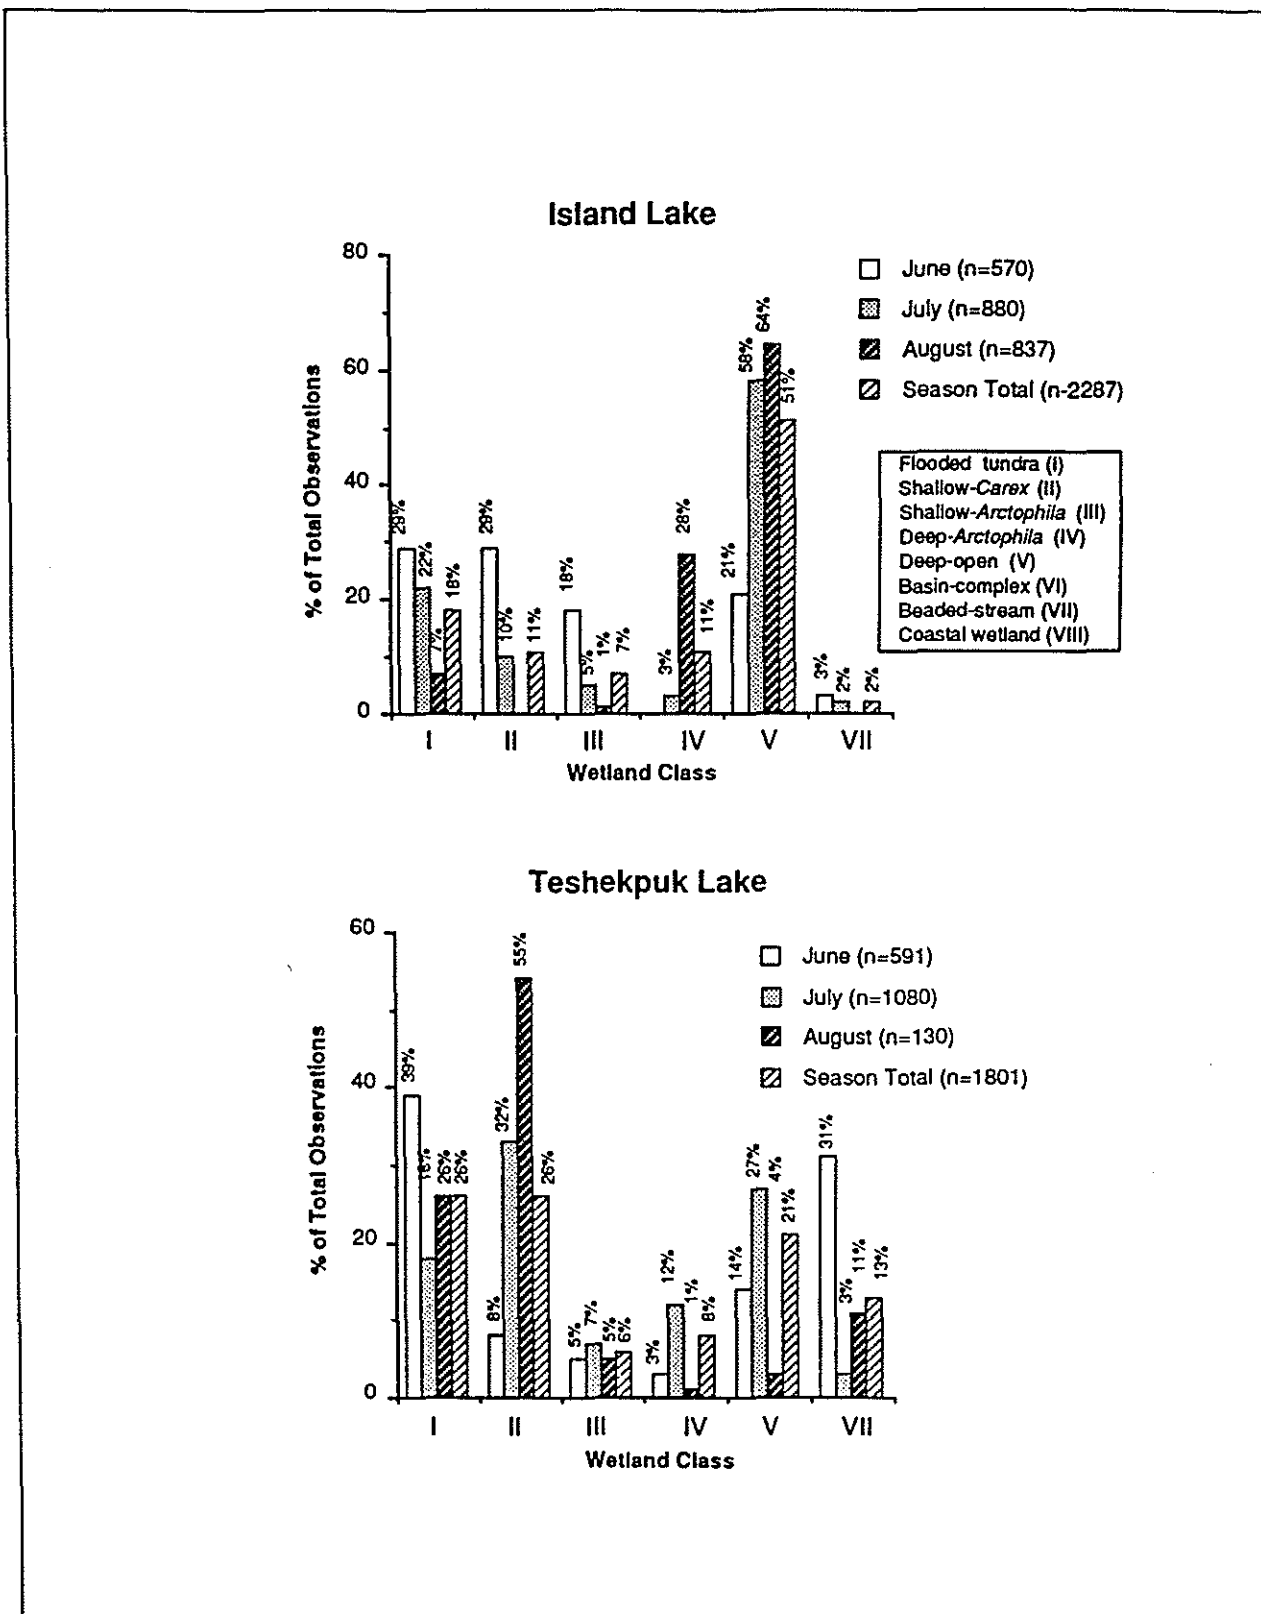 Island Lake
80
60
40
20
0
% of Total Observations
29%
22%
7%
18%
29%
10%
11%
18%
5%
1%
7%
3%
28%
11%
21%
58%
64%
51%
3%
2%
2%
I II III IV V VII
Wetland Class
June (n=570)
July (n=880)
August (n=837)
Season Total (n-2287)
Flooded tundra (I)
Shallow-Carex (II)
Shallow-Arctophila (III)
Deep-Arctophila (IV)
Deep-open (V)
Basin-complex (VI)
Beaded-stream (VII)
Coastal wetland (VIII)
Teshekpuk Lake
60
40
20
0
% of Total Observations
39%
18%
26%
26%
8%
32%
55%
26%
5%
7%
5%
6%
3%
12%
1%
8%
14%
27%
4%
21%
31%
3%
11%
13%
I II III IV V VII
Wetland Class
June (n=591)
July (n=1080)
August (n=130)
Season Total (n=1801)